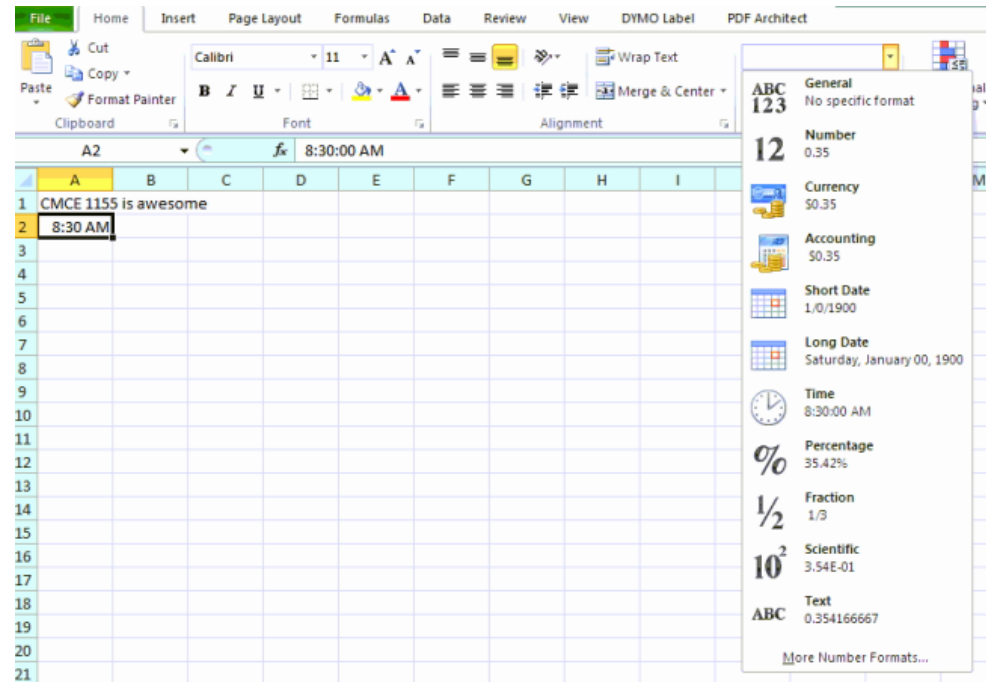 File Home Insert Page Layout Formulas Data Review View DYMO Label PDF Architect
Cut
Copy
Paste
Format Painter
Clipboard
Calibri 11 A A
B I U A
Font
Wrap Text
Merge & Center
Alignment
A2 fx 8:30:00 AM
A B C D E F G H I M
1 CMCE 1155 is awesome
2 8:30 AM
3
4
5
6
7
8
9
10
11
12
13
14
15
16
17
18
19
20
21
ABC
123
General
No specific format
12
Number
0.35
Currency
$0.35
Accounting
$0.35
Short Date
1/0/1900
Long Date
Saturday, January 00, 1900
Time
8:30:00 AM
%
Percentage
35.42%
1/2
Fraction
1/3
10²
Scientific
3.54E-01
ABC
Text
0.354166667
More Number Formats...